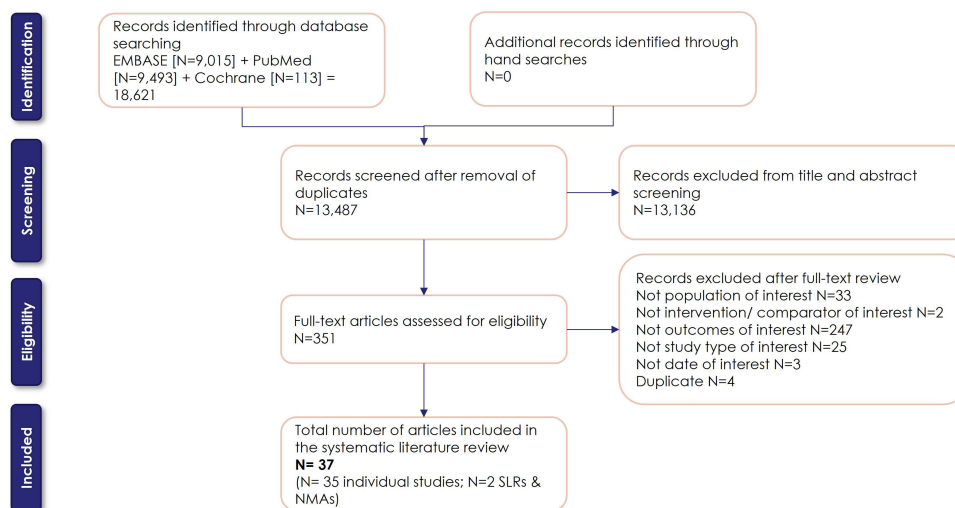 Identification
Records identified through database
searching
EMBASE [N=9,015] + PubMed
[N=9,493] + Cochrane [N=113] =
18,621
Additional records identified through
hand searches
N=0
Screening
Records screened after removal of
duplicates
N=13,487
Records excluded from title and abstract
screening
N=13,136
Eligibility
Full-text articles assessed for eligibility
N=351
Records excluded after full-text review
Not population of interest N=33
Not intervention/ comparator of interest N=2
Not outcomes of interest N=247
Not study type of interest N=25
Not date of interest N=3
Duplicate N=4
Included
Total number of articles included in
the systematic literature review
N= 37
(N= 35 individual studies; N=2 SLRs &
NMAs)